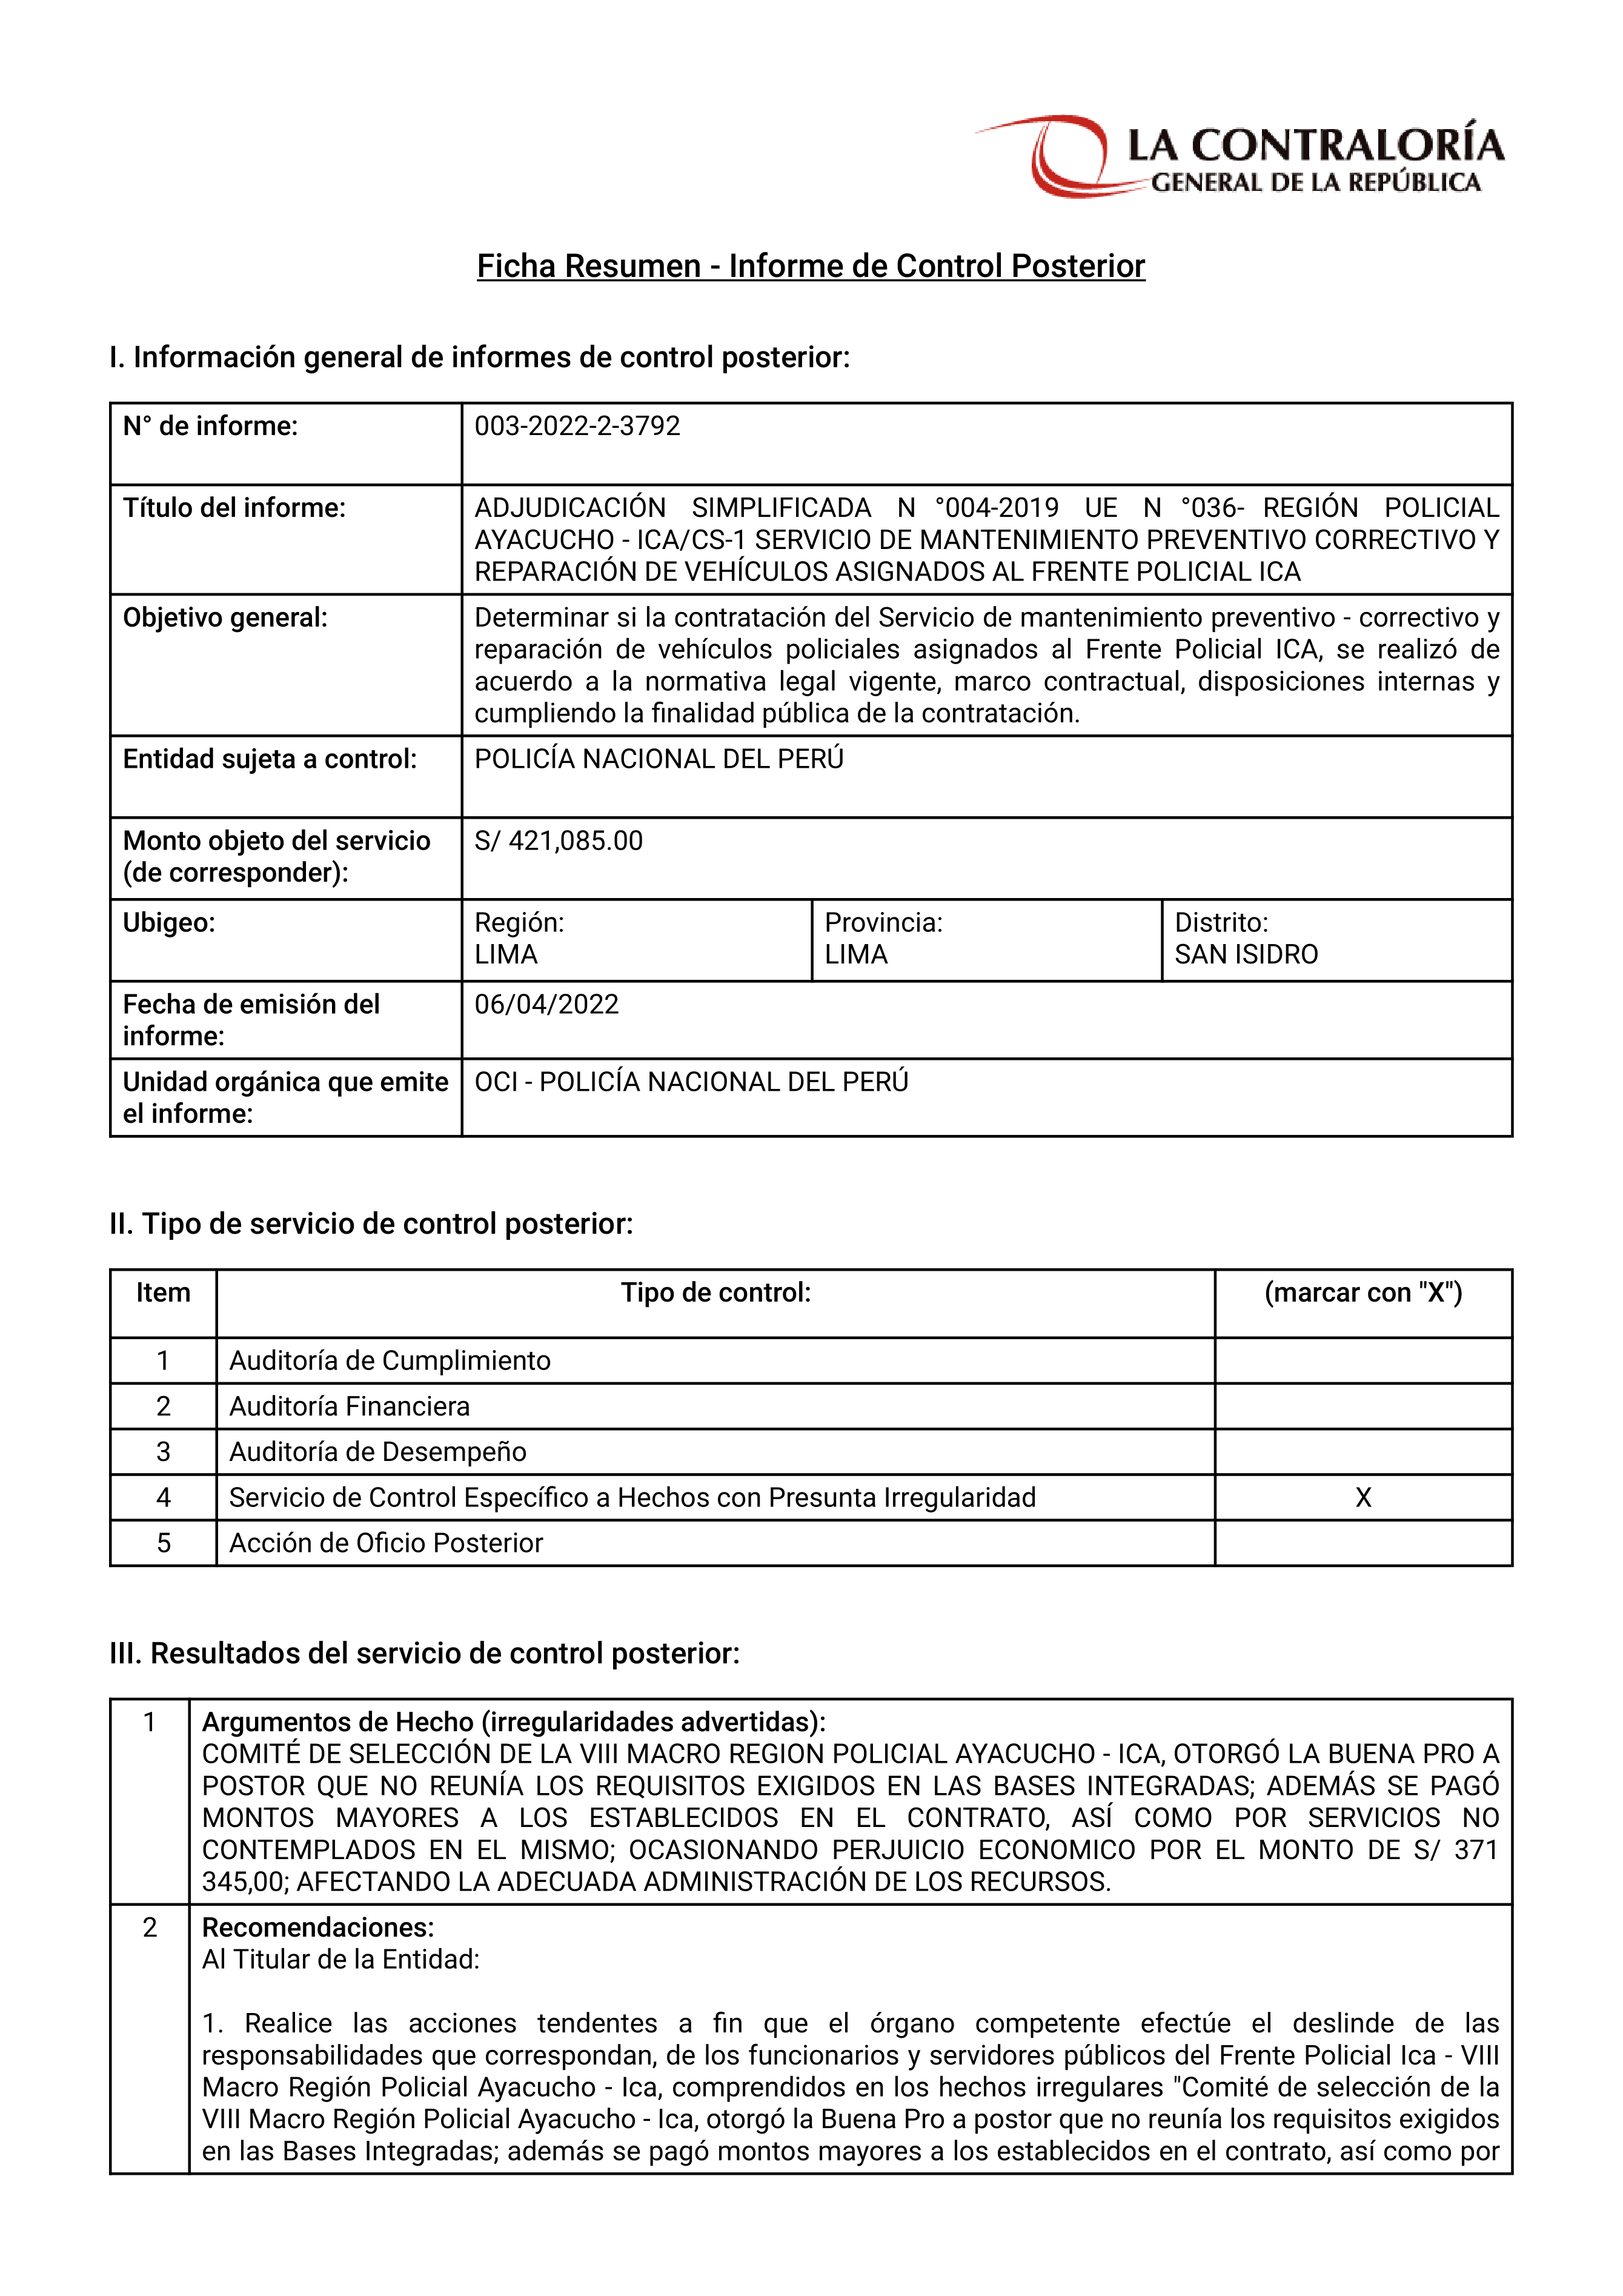 LA CONTRALORÍA
GENERAL DE LA REPÚBLICA
Ficha Resumen - Informe de Control Posterior
I. Información general de informes de control posterior:
N° de informe:
003-2022-2-3792
Título del informe:
ADJUDICACIÓN SIMPLIFICADA N °004-2019 UE N °036- REGIÓN POLICIAL
AYACUCHO - ICA/CS-1 SERVICIO DE MANTENIMIENTO PREVENTIVO CORRECTIVO Y
REPARACIÓN DE VEHÍCULOS ASIGNADOS AL FRENTE POLICIAL ICA
Objetivo general:
Determinar si la contratación del Servicio de mantenimiento preventivo - correctivo y
reparación de vehículos policiales asignados al Frente Policial ICA, se realizó de
acuerdo a la normativa legal vigente, marco contractual, disposiciones internas y
cumpliendo la finalidad pública de la contratación.
Entidad sujeta a control:
POLICÍA NACIONAL DEL PERÚ
Monto objeto del servicio
(de corresponder):
S/ 421,085.00
Ubigeo:
Región:
LIMA
Provincia:
LIMA
Distrito:
SAN ISIDRO
Fecha de emisión del
informe:
06/04/2022
Unidad orgánica que emite
el informe:
OCI - POLICÍA NACIONAL DEL PERÚ
II. Tipo de servicio de control posterior:
Item
Tipo de control:
(marcar con "X")
1
Auditoría de Cumplimiento
2
Auditoría Financiera
3
Auditoría de Desempeño
4
Servicio de Control Específico a Hechos con Presunta Irregularidad
X
5
Acción de Oficio Posterior
III. Resultados del servicio de control posterior:
1
Argumentos de Hecho (irregularidades advertidas):
COMITÉ DE SELECCIÓN DE LA VIII MACRO REGION POLICIAL AYACUCHO - ICA, OTORGÓ LA BUENA PRO A
POSTOR QUE NO REUNÍA LOS REQUISITOS EXIGIDOS EN LAS BASES INTEGRADAS; ADEMÁS SE PAGÓ
MONTOS MAYORES A LOS ESTABLECIDOS EN EL CONTRATO, ASÍ COMO POR SERVICIOS NO
CONTEMPLADOS EN EL MISMO; OCASIONANDO PERJUICIO ECONOMICO POR EL MONTO DE S/ 371
345,00; AFECTANDO LA ADECUADA ADMINISTRACIÓN DE LOS RECURSOS.
2
Recomendaciones:
Al Titular de la Entidad:
1. Realice las acciones tendentes a fin que el órgano competente efectúe el deslinde de las
responsabilidades que correspondan, de los funcionarios y servidores públicos del Frente Policial Ica - VIII
Macro Región Policial Ayacucho - Ica, comprendidos en los hechos irregulares "Comité de selección de la
VIII Macro Región Policial Ayacucho - Ica, otorgó la Buena Pro a postor que no reunía los requisitos exigidos
en las Bases Integradas; además se pagó montos mayores a los establecidos en el contrato, así como por